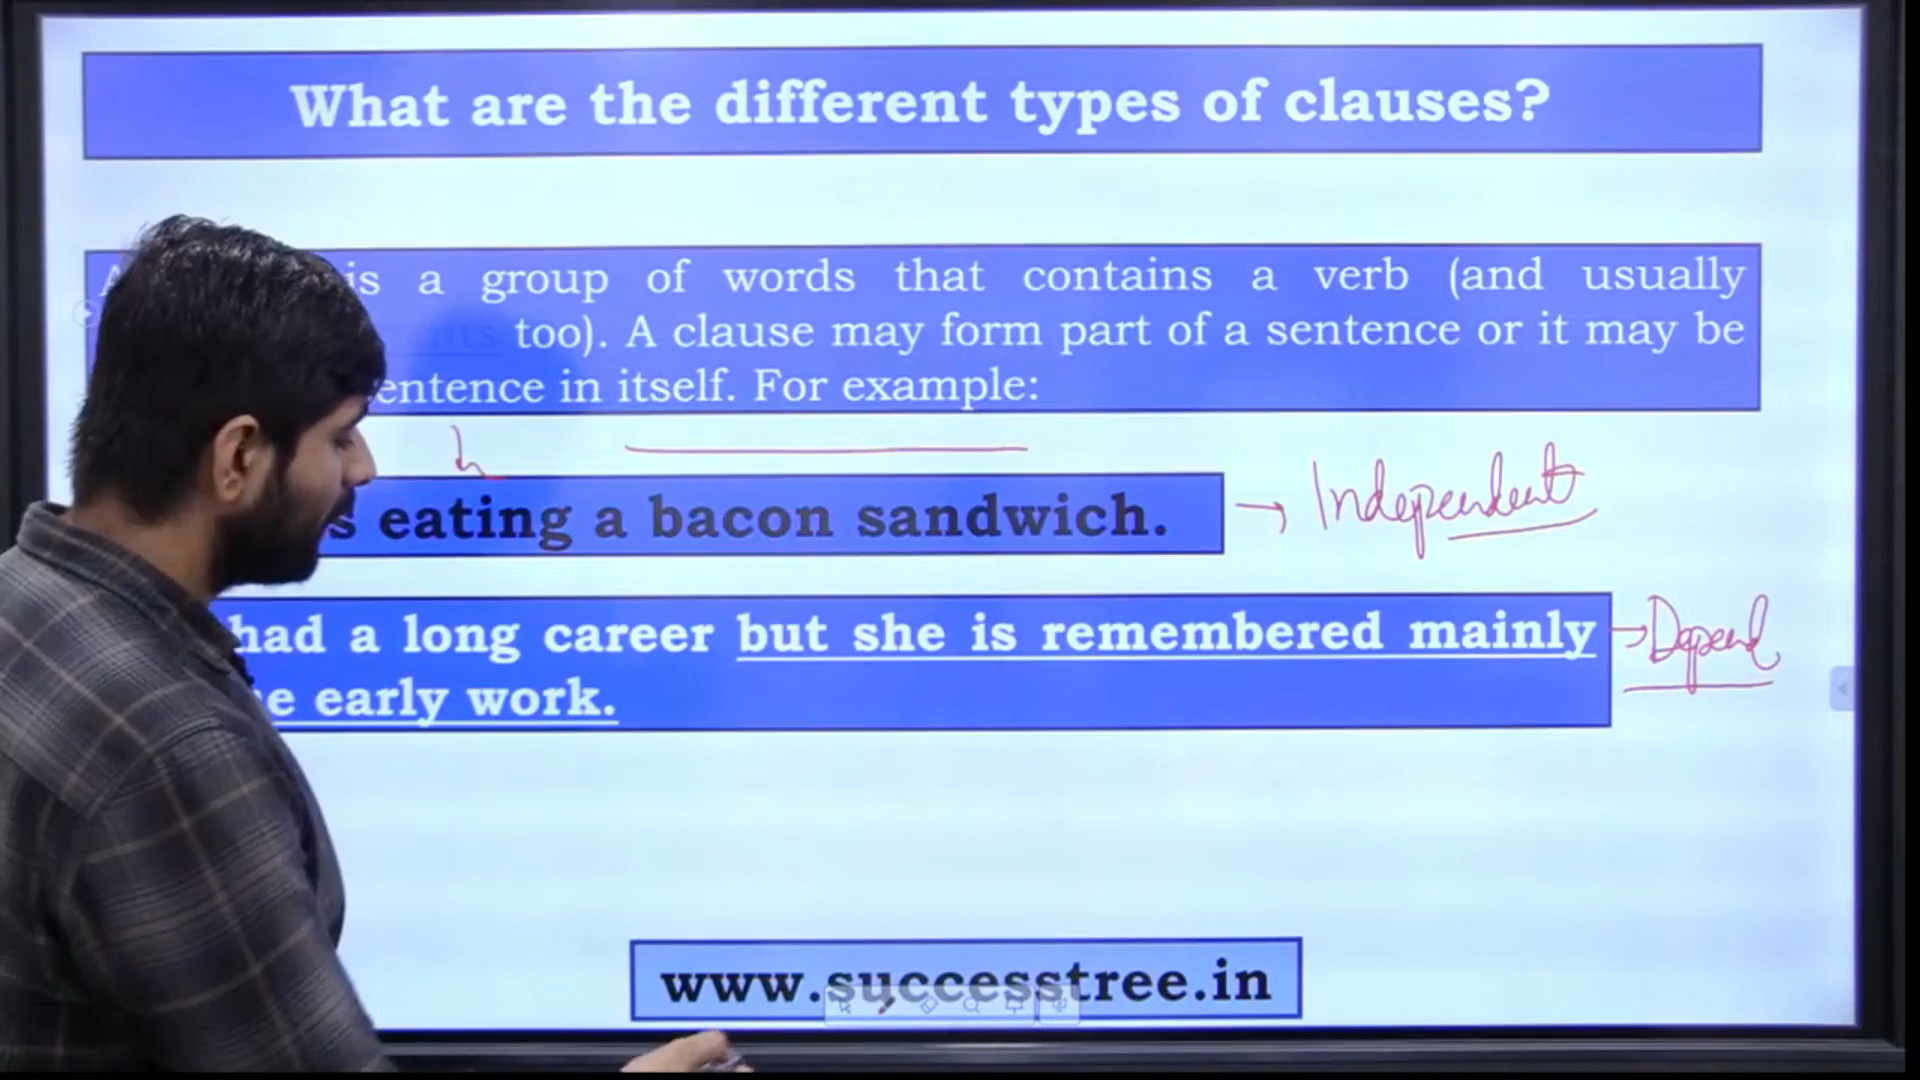 What are the different types of clauses?
is a group of words that contains a verb (and usually
too). A clause may form part of a sentence or it may be
entence in itself. For example:
s eating a bacon sandwich. → Independent
had a long career but she is remembered mainly → Depend
e early work.
www.successtree.in